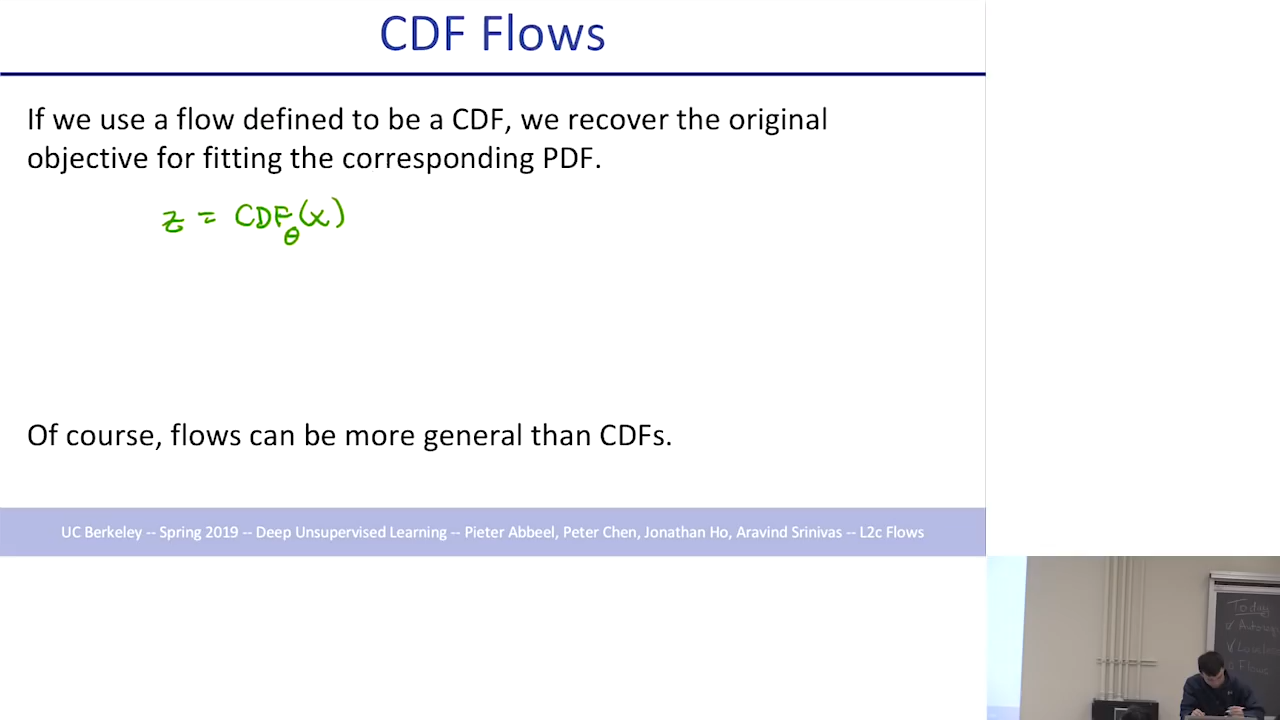 CDF Flows
If we use a flow defined to be a CDF, we recover the original
objective for fitting the corresponding PDF.
z = CDF_θ(x)
Of course, flows can be more general than CDFs.
UC Berkeley -- Spring 2019 -- Deep Unsupervised Learning -- Pieter Abbeel, Peter Chen, Jonathan Ho, Aravind Srinivas -- L2c Flows
Today
Flows